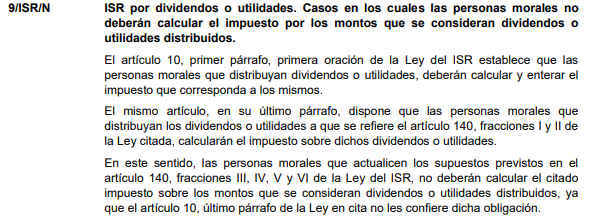 9/ISR/N ISR por dividendos o utilidades. Casos en los cuales las personas morales no
deberán calcular el impuesto por los montos que se consideran dividendos o
utilidades distribuidos.
El artículo 10, primer párrafo, primera oración de la Ley del ISR establece que las
personas morales que distribuyan dividendos o utilidades, deberán calcular y enterar el
impuesto que corresponda a los mismos.
El mismo artículo, en su último párrafo, dispone que las personas morales que
distribuyan los dividendos o utilidades a que se refiere el artículo 140, fracciones I y II de
la Ley citada, calcularán el impuesto sobre dichos dividendos o utilidades.
En este sentido, las personas morales que actualicen los supuestos previstos en el
artículo 140, fracciones III, IV, V y VI de la Ley del ISR, no deberán calcular el citado
impuesto sobre los montos que se consideran dividendos o utilidades distribuidos, ya
que el artículo 10, último párrafo de la Ley en cita no les confiere dicha obligación.